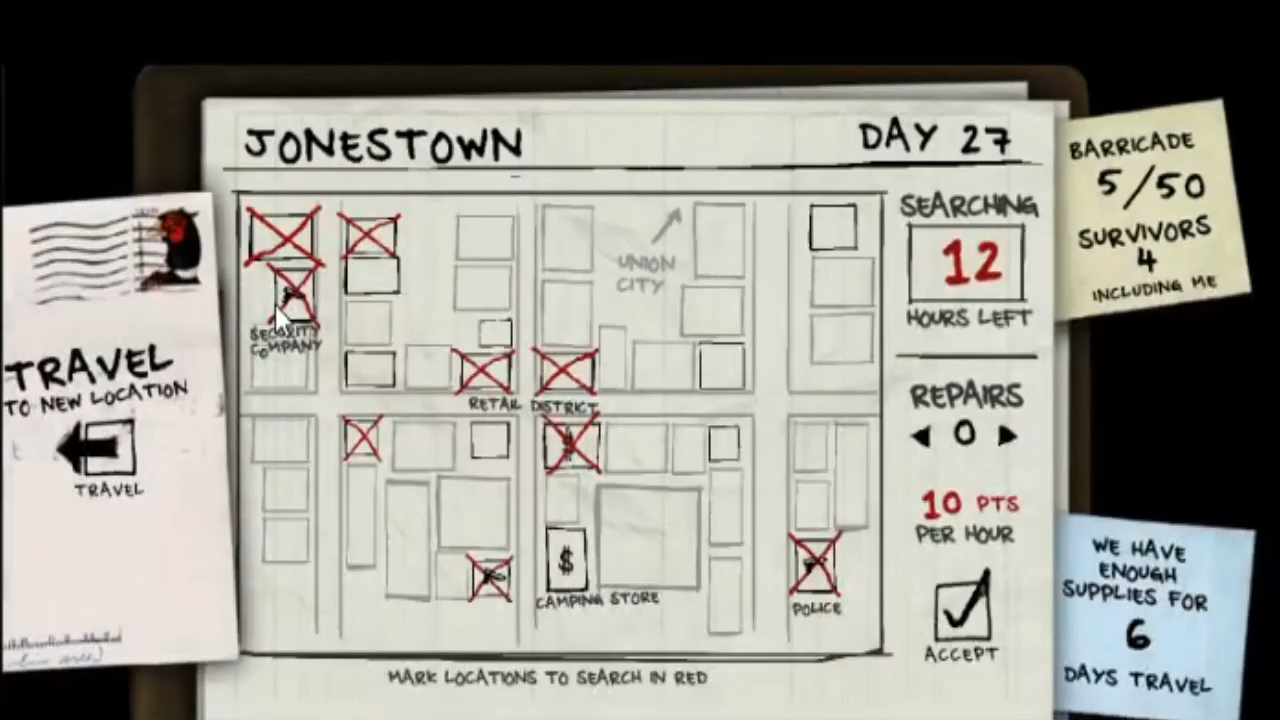 JONESTOWN
DAY 27
BARRICADE
5/50
SURVIVORS
4
INCLUDING ME
SEARCHING
12
HOURS LEFT
UNION
CITY
SECURITY
COMPANY
TRAVEL
TO NEW LOCATION
TRAVEL
RETAIL DISTRICT
REPAIRS
0
10 PTS
PER HOUR
$
CAMPING STORE
POLICE
ACCEPT
WE HAVE
ENOUGH
SUPPLIES FOR
6
DAYS TRAVEL
MARK LOCATIONS TO SEARCH IN RED